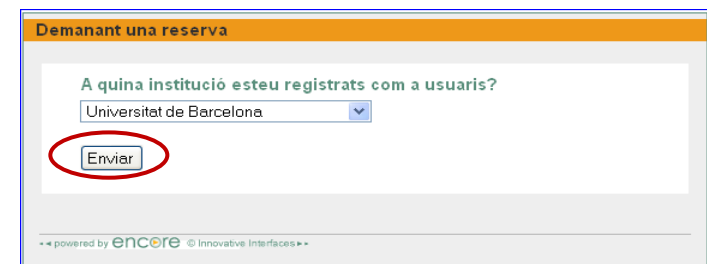 Demanant una reserva
A quina institució esteu registrats com a usuaris?
Universitat de Barcelona
Enviar
powered by encore © Innovative Interfaces